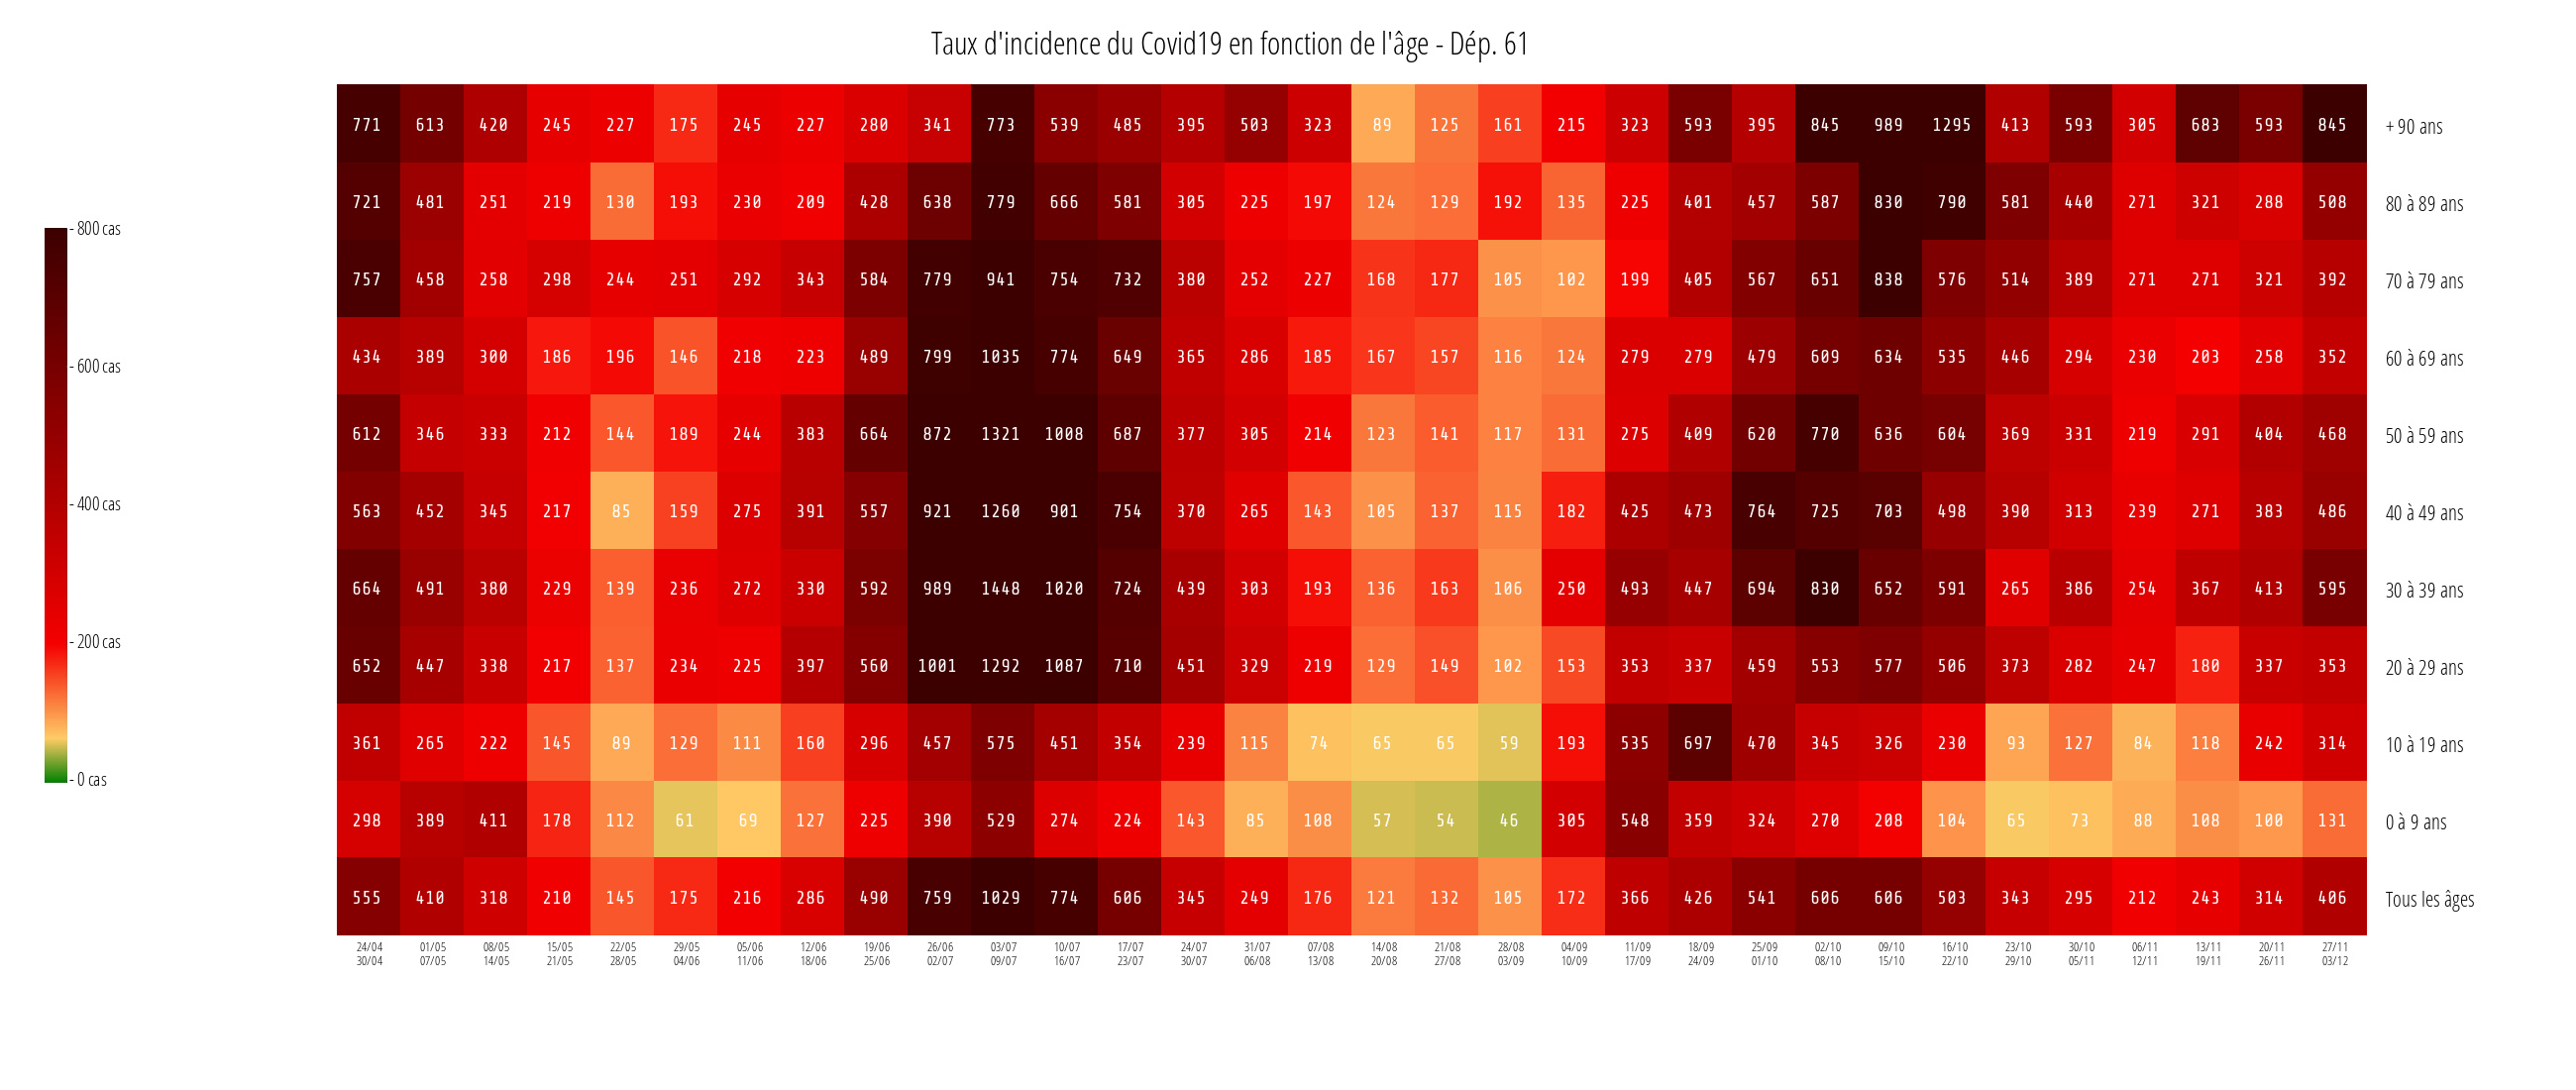 Taux d'incidence du Covid19 en fonction de l'âge - Dép. 61
771 613 420 245 227 175 245 227 280 341 773 539 485 395 503 323 89 125 161 215 323 593 395 845 989 1295 413 593 305 683 593 845 + 90 ans
721 481 251 219 130 193 230 209 428 638 779 666 581 305 225 197 124 129 192 135 225 401 457 587 830 790 581 440 271 321 288 508 80 à 89 ans
757 458 258 298 244 251 292 343 584 779 941 754 732 380 252 227 168 177 105 102 199 405 567 651 838 576 514 389 271 271 321 392 70 à 79 ans
434 389 300 186 196 146 218 223 489 799 1035 774 649 365 286 185 167 157 116 124 279 279 479 609 634 535 446 294 230 203 258 352 60 à 69 ans
612 346 333 212 144 189 244 383 664 872 1321 1008 687 377 305 214 123 141 117 131 275 409 620 770 636 604 369 331 219 291 404 468 50 à 59 ans
563 452 345 217 85 159 275 391 557 921 1260 901 754 370 265 143 105 137 115 182 425 473 764 725 703 498 390 313 239 271 383 486 40 à 49 ans
664 491 380 229 139 236 272 330 592 989 1448 1020 724 439 303 193 136 163 106 250 493 447 694 830 652 591 265 386 254 367 413 595 30 à 39 ans
652 447 338 217 137 234 225 397 560 1001 1292 1087 710 451 329 219 129 149 102 153 353 337 459 553 577 506 373 282 247 180 337 353 20 à 29 ans
361 265 222 145 89 129 111 160 296 457 575 451 354 239 115 74 65 65 59 193 535 697 470 345 326 230 93 127 84 118 242 314 10 à 19 ans
298 389 411 178 112 61 69 127 225 390 529 274 224 143 85 108 57 54 46 305 548 359 324 270 208 104 65 73 88 108 100 131 0 à 9 ans
555 410 318 210 145 175 216 286 490 759 1029 774 606 345 249 176 121 132 105 172 366 426 541 606 606 503 343 295 212 243 314 406 Tous les âges
24/04 01/05 08/05 15/05 22/05 29/05 05/06 12/06 19/06 26/06 03/07 10/07 17/07 24/07 31/07 07/08 14/08 21/08 28/08 04/09 11/09 18/09 25/09 02/10 09/10 16/10 23/10 30/10 06/11 13/11 20/11 27/11
30/04 07/05 14/05 21/05 28/05 04/06 11/06 18/06 25/06 02/07 09/07 16/07 23/07 30/07 06/08 13/08 20/08 27/08 03/09 10/09 17/09 24/09 01/10 08/10 15/10 22/10 29/10 05/11 12/11 19/11 26/11 03/12
- 800 cas
- 600 cas
- 400 cas
- 200 cas
- 0 cas